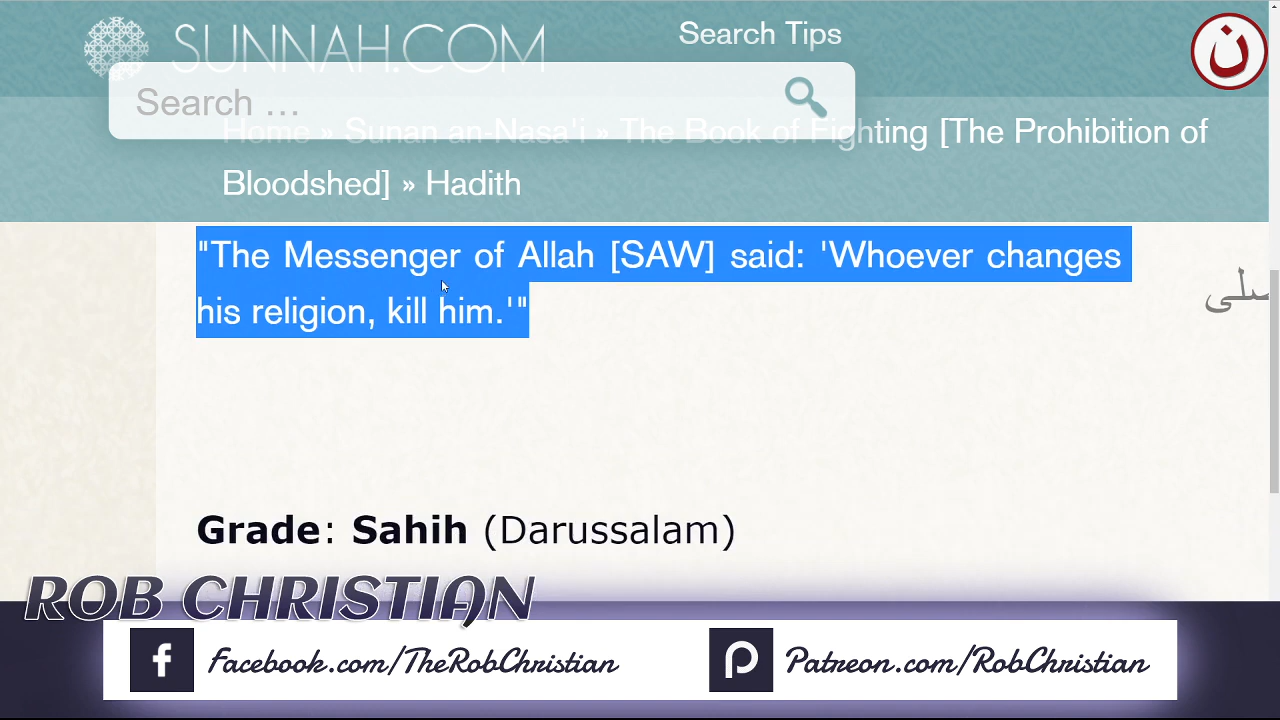 SUNNAH.COM
Search Tips
ن
Search …
Home » Sunan an-Nasa'i » The Book of Fighting [The Prohibition of
Bloodshed] » Hadith
"The Messenger of Allah [SAW] said: 'Whoever changes
his religion, kill him.'"
صلى
Grade: Sahih (Darussalam)
ROB CHRISTIAN
Facebook.com/TheRobChristian
Patreon.com/RobChristian